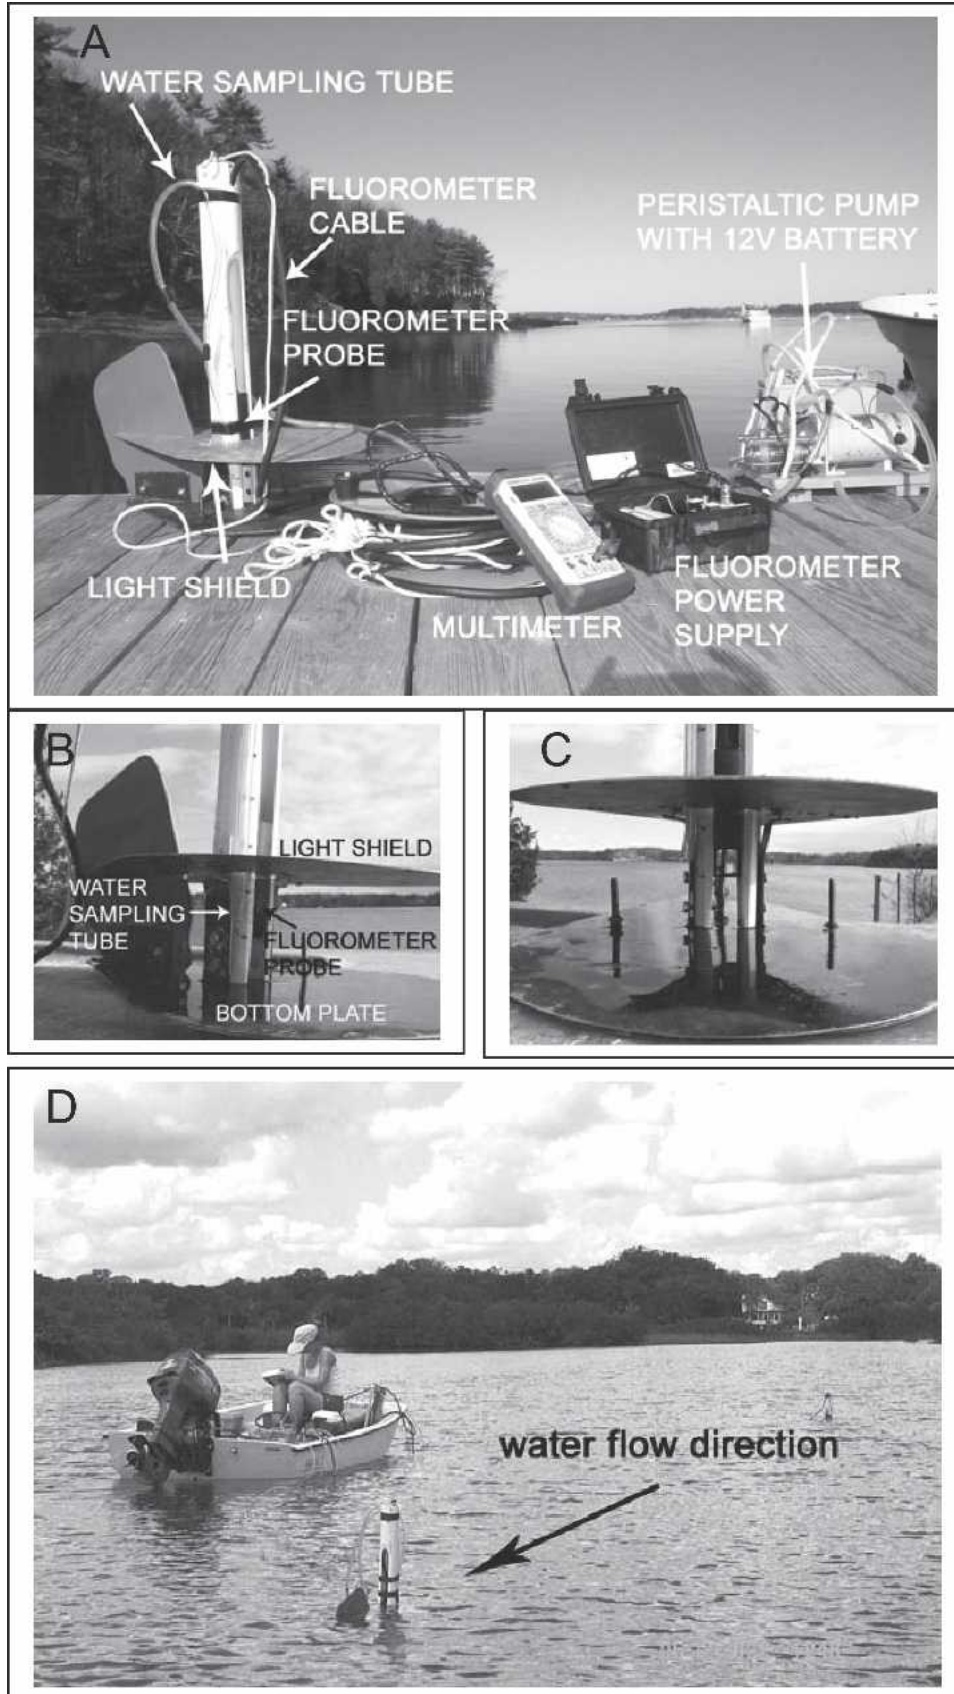 A
WATER SAMPLING TUBE
FLUOROMETER
CABLE
PERISTALTIC PUMP
WITH 12V BATTERY
FLUOROMETER
PROBE
LIGHT SHIELD
MULTIMETER
FLUOROMETER
POWER
SUPPLY
B
LIGHT SHIELD
WATER
SAMPLING
TUBE
FLUOROMETER
PROBE
BOTTOM PLATE
C
D
water flow direction